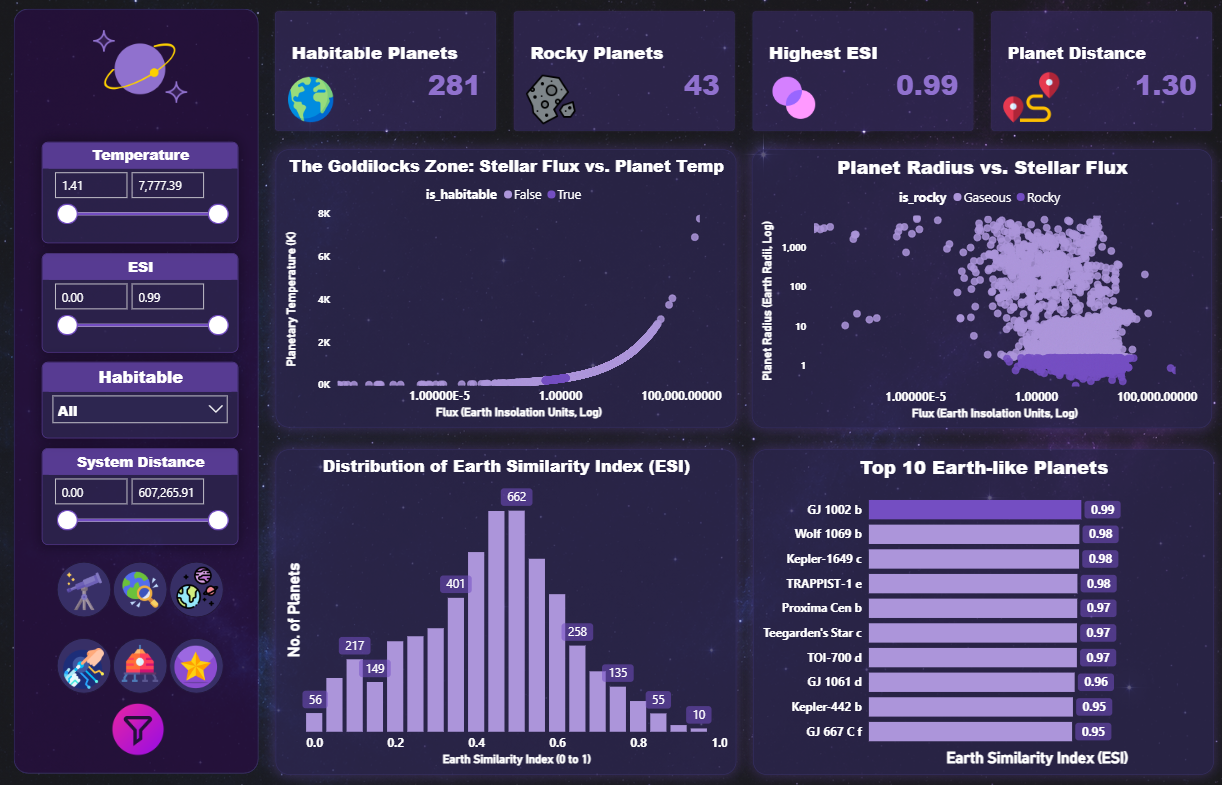 Habitable Planets
281
Rocky Planets
43
Highest ESI
0.99
Planet Distance
1.30
Temperature
1.41 7,777.39
ESI
0.00 0.99
Habitable
All
System Distance
0.00 607,265.91
The Goldilocks Zone: Stellar Flux vs. Planet Temp
is_habitable False True
Planetary Temperature (K)
8K
6K
4K
2K
0K
1.00000E-5 1.00000 100,000.00000
Flux (Earth Insolation Units, Log)
Planet Radius vs. Stellar Flux
is_rocky Gaseous Rocky
Planet Radius (Earth Radii, Log)
1,000
100
10
1
1.00000E-5 1.00000 100,000.00000
Flux (Earth Insolation Units, Log)
Distribution of Earth Similarity Index (ESI)
No. of Planets
56
217
149
401
662
258
135
55
10
0.0 0.2 0.4 0.6 0.8 1.0
Earth Similarity Index (0 to 1)
Top 10 Earth-like Planets
GJ 1002 b 0.99
Wolf 1069 b 0.98
Kepler-1649 c 0.98
TRAPPIST-1 e 0.98
Proxima Cen b 0.97
Teegarden's Star c 0.97
TOI-700 d 0.97
GJ 1061 d 0.96
Kepler-442 b 0.95
GJ 667 C f 0.95
Earth Similarity Index (ESI)